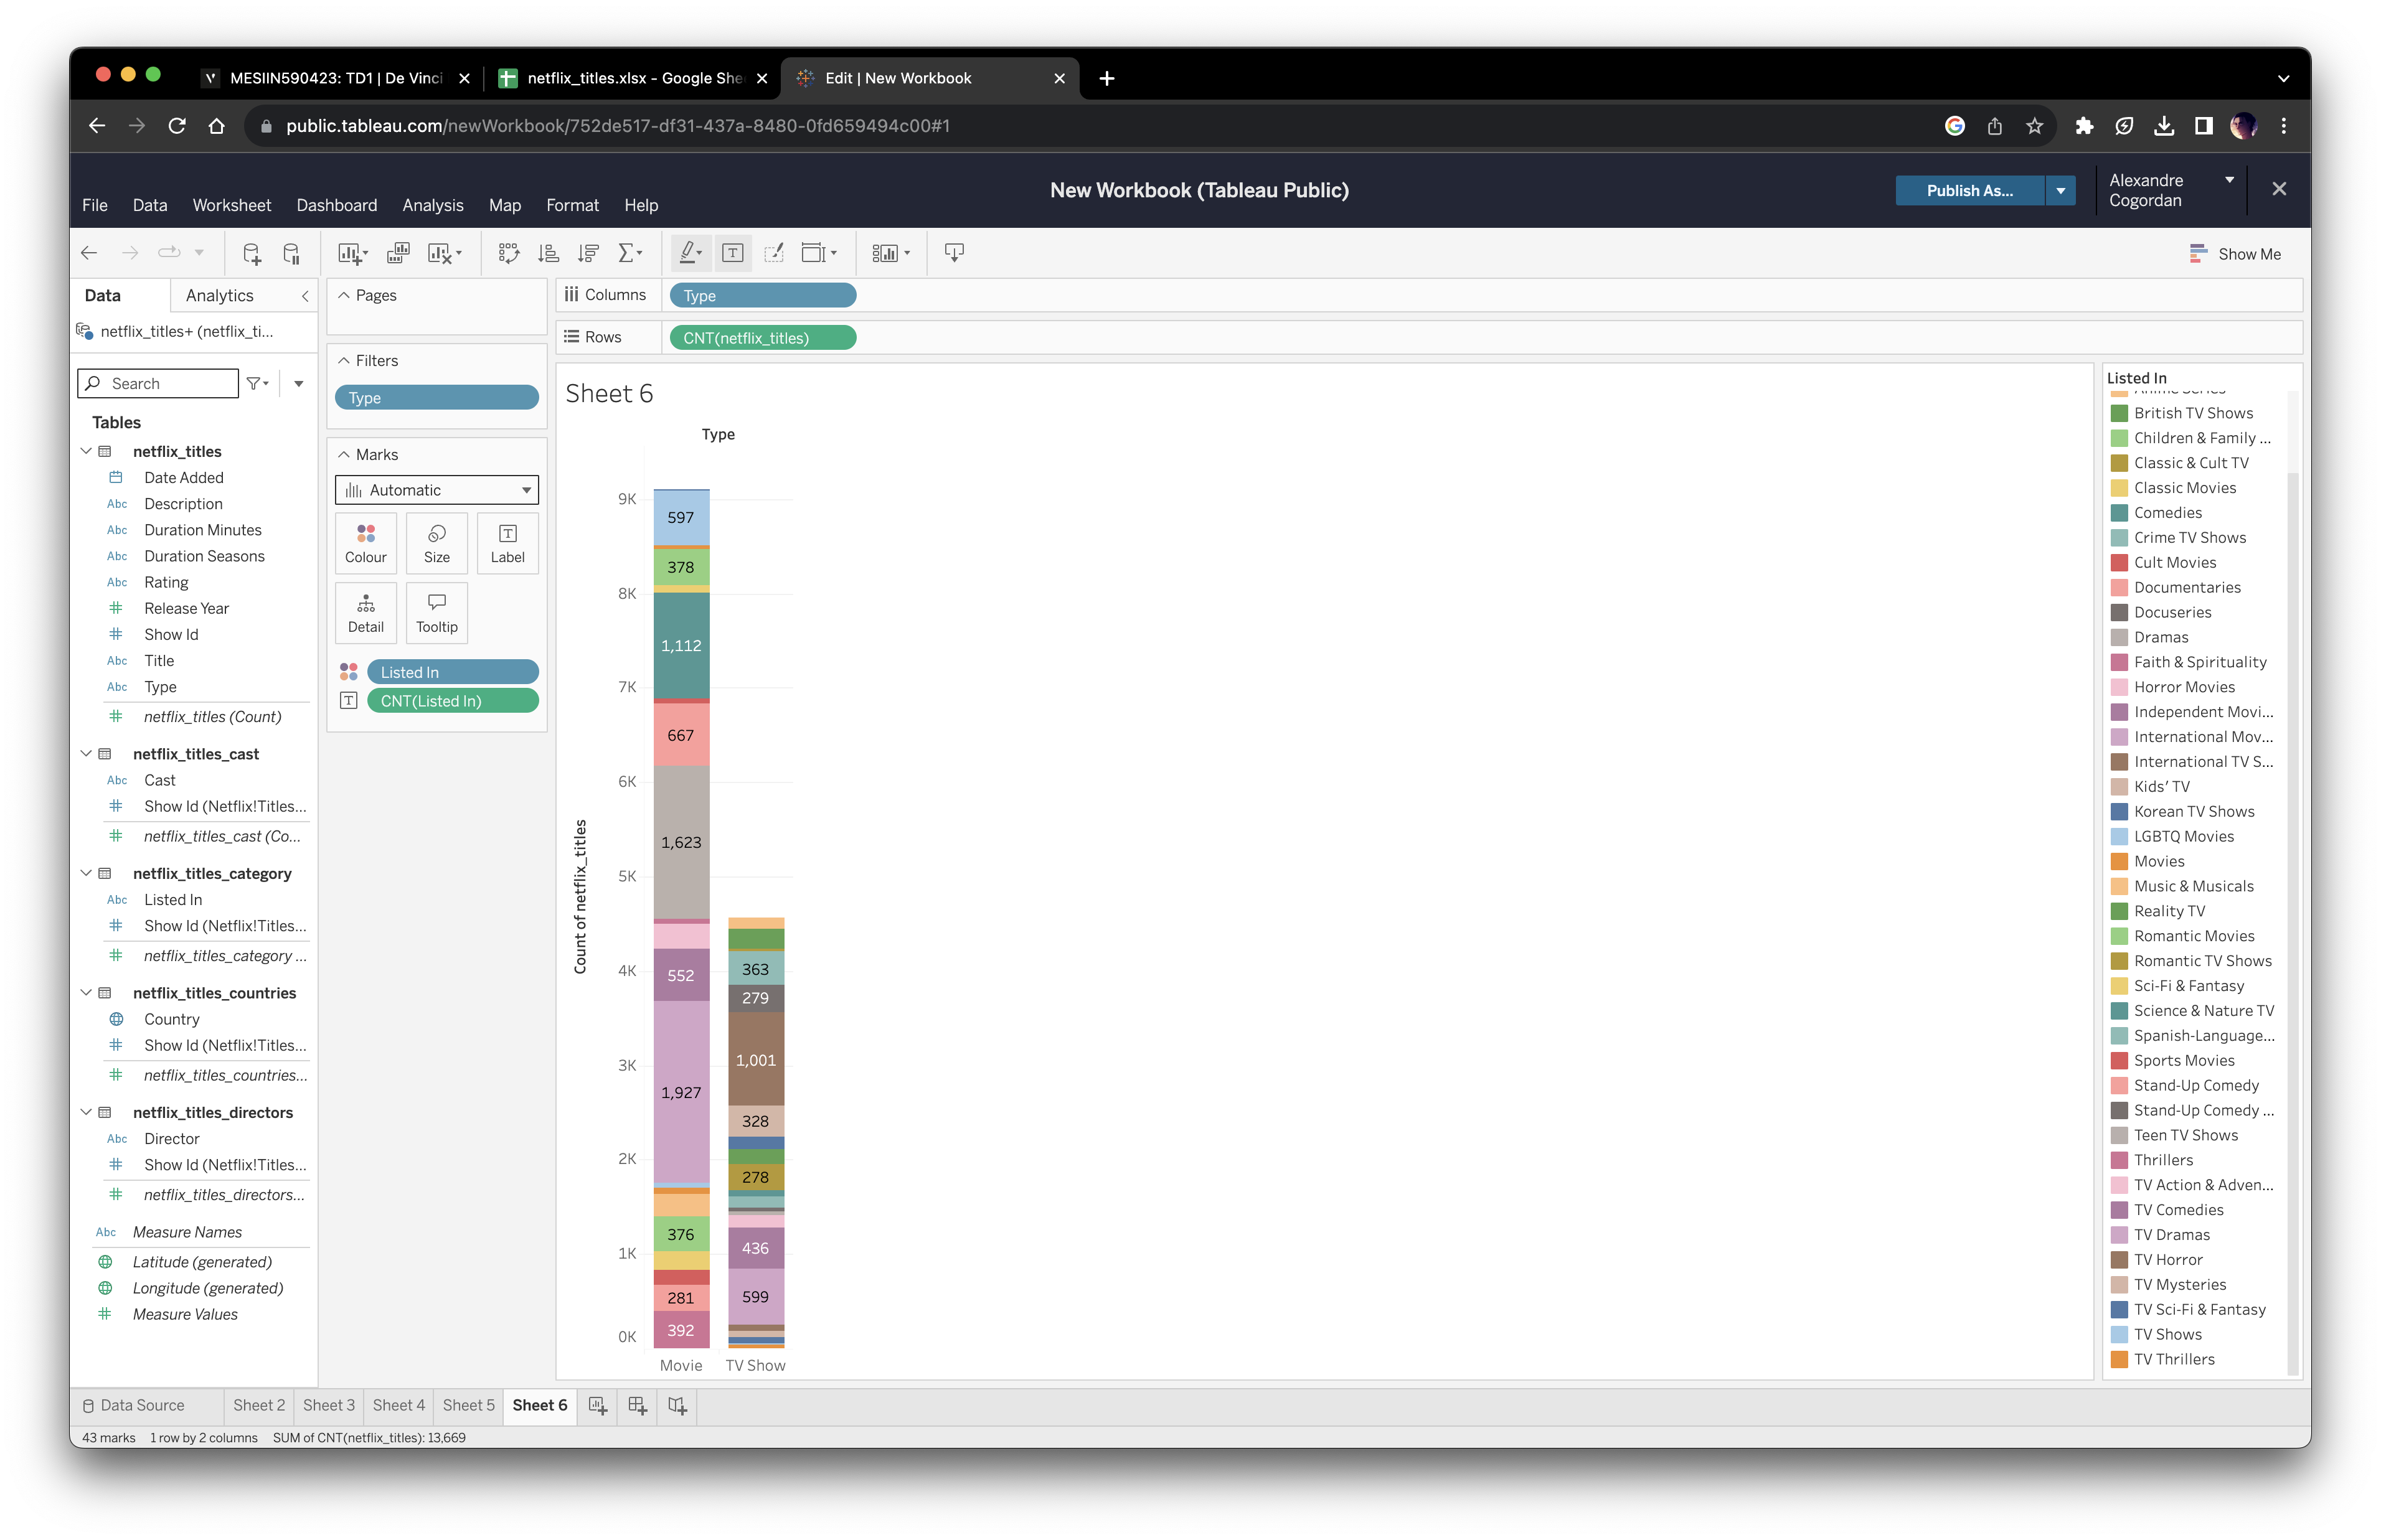 MESIIN590423: TD1 | De Vinci
netflix_titles.xlsx - Google She
Edit | New Workbook
public.tableau.com/newWorkbook/752de517-df31-437a-8480-0fd659494c00#1
New Workbook (Tableau Public)
File Data Worksheet Dashboard Analysis Map Format Help
Publish As...
Alexandre
Cogordan
Show Me
Data
Analytics
netflix_titles+ (netflix_ti...
Search
Tables
netflix_titles
Date Added
Abc Description
Abc Duration Minutes
Abc Duration Seasons
Abc Rating
Release Year
Show Id
Abc Title
Abc Type
netflix_titles (Count)
netflix_titles_cast
Abc Cast
Show Id (Netflix!Titles...
netflix_titles_cast (Co...
netflix_titles_category
Abc Listed In
Show Id (Netflix!Titles...
netflix_titles_category ...
netflix_titles_countries
Country
Show Id (Netflix!Titles...
netflix_titles_countries...
netflix_titles_directors
Abc Director
Show Id (Netflix!Titles...
netflix_titles_directors...
Abc Measure Names
Latitude (generated)
Longitude (generated)
Measure Values
Pages
Filters
Type
Marks
Automatic
Colour
Size
Label
Detail
Tooltip
Listed In
CNT(Listed In)
Columns
Type
Rows
CNT(netflix_titles)
Sheet 6
Type
Count of netflix_titles
9K
8K
7K
6K
5K
4K
3K
2K
1K
0K
597
378
1,112
667
1,623
552
1,927
376
281
392
363
279
1,001
328
278
436
599
Movie
TV Show
Listed In
Anime Series
British TV Shows
Children & Family ...
Classic & Cult TV
Classic Movies
Comedies
Crime TV Shows
Cult Movies
Documentaries
Docuseries
Dramas
Faith & Spirituality
Horror Movies
Independent Movi...
International Mov...
International TV S...
Kids' TV
Korean TV Shows
LGBTQ Movies
Movies
Music & Musicals
Reality TV
Romantic Movies
Romantic TV Shows
Sci-Fi & Fantasy
Science & Nature TV
Spanish-Language...
Sports Movies
Stand-Up Comedy
Stand-Up Comedy ...
Teen TV Shows
Thrillers
TV Action & Adven...
TV Comedies
TV Dramas
TV Horror
TV Mysteries
TV Sci-Fi & Fantasy
TV Shows
TV Thrillers
Data Source
Sheet 2
Sheet 3
Sheet 4
Sheet 5
Sheet 6
43 marks 1 row by 2 columns SUM of CNT(netflix_titles): 13,669